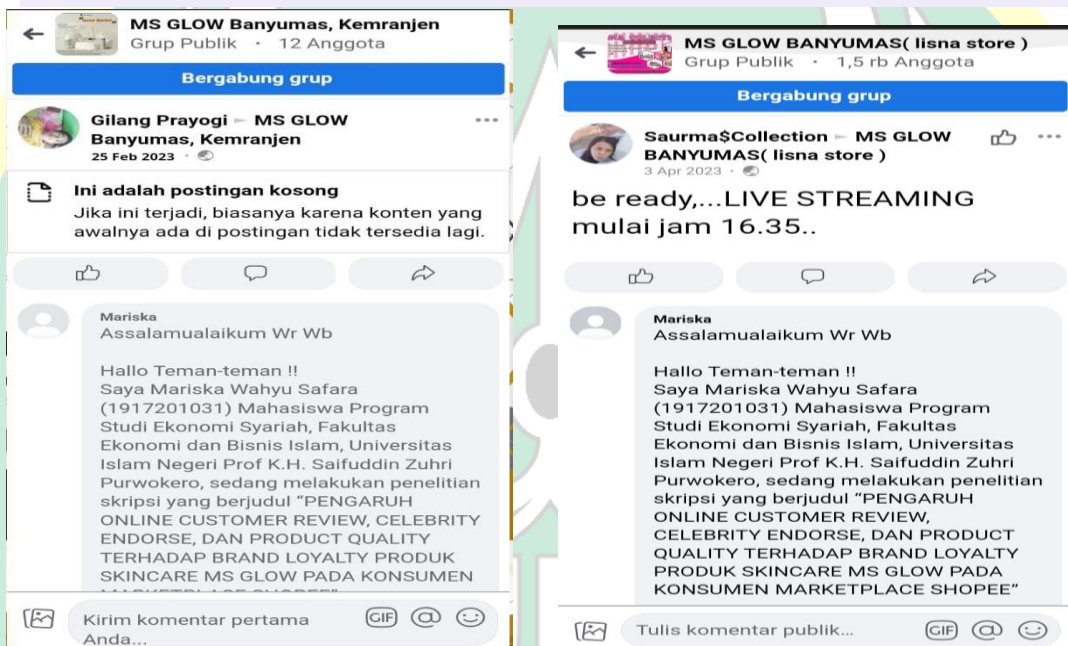 MS GLOW Banyumas, Kemranjen
Grup Publik · 12 Anggota
Bergabung grup
Gilang Prayogi ► MS GLOW
Banyumas, Kemranjen
25 Feb 2023 ·
Ini adalah postingan kosong
Jika ini terjadi, biasanya karena konten yang
awalnya ada di postingan tidak tersedia lagi.
Mariska
Assalamualaikum Wr Wb
Hallo Teman-teman !!
Saya Mariska Wahyu Safara
(1917201031) Mahasiswa Program
Studi Ekonomi Syariah, Fakultas
Ekonomi dan Bisnis Islam, Universitas
Islam Negeri Prof K.H. Saifuddin Zuhri
Purwokero, sedang melakukan penelitian
skripsi yang berjudul “PENGARUH
ONLINE CUSTOMER REVIEW, CELEBRITY
ENDORSE, DAN PRODUCT QUALITY
TERHADAP BRAND LOYALTY PRODUK
SKINCARE MS GLOW PADA KONSUMEN
MARKETPLACE SHOPEE”
Kirim komentar pertama
Anda...
GIF
MS GLOW BANYUMAS( lisna store )
Grup Publik · 1,5 rb Anggota
Bergabung grup
Saurma$Collection ► MS GLOW
BANYUMAS( lisna store )
3 Apr 2023 ·
be ready,...LIVE STREAMING
mulai jam 16.35..
Mariska
Assalamualaikum Wr Wb
Hallo Teman-teman !!
Saya Mariska Wahyu Safara
(1917201031) Mahasiswa Program
Studi Ekonomi Syariah, Fakultas
Ekonomi dan Bisnis Islam, Universitas
Islam Negeri Prof K.H. Saifuddin Zuhri
Purwokero, sedang melakukan penelitian
skripsi yang berjudul “PENGARUH
ONLINE CUSTOMER REVIEW,
CELEBRITY ENDORSE, DAN PRODUCT
QUALITY TERHADAP BRAND LOYALTY
PRODUK SKINCARE MS GLOW PADA
KONSUMEN MARKETPLACE SHOPEE”
Tulis komentar publik...
GIF